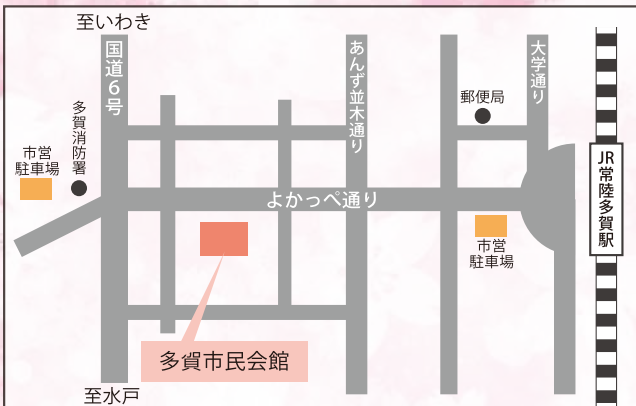 至いわき
国道6号
あんず並木通り
大学通り
郵便局
多賀消防署
市営
駐車場
JR常陸多賀駅
よかっぺ通り
市営
駐車場
多賀市民会館
至水戸